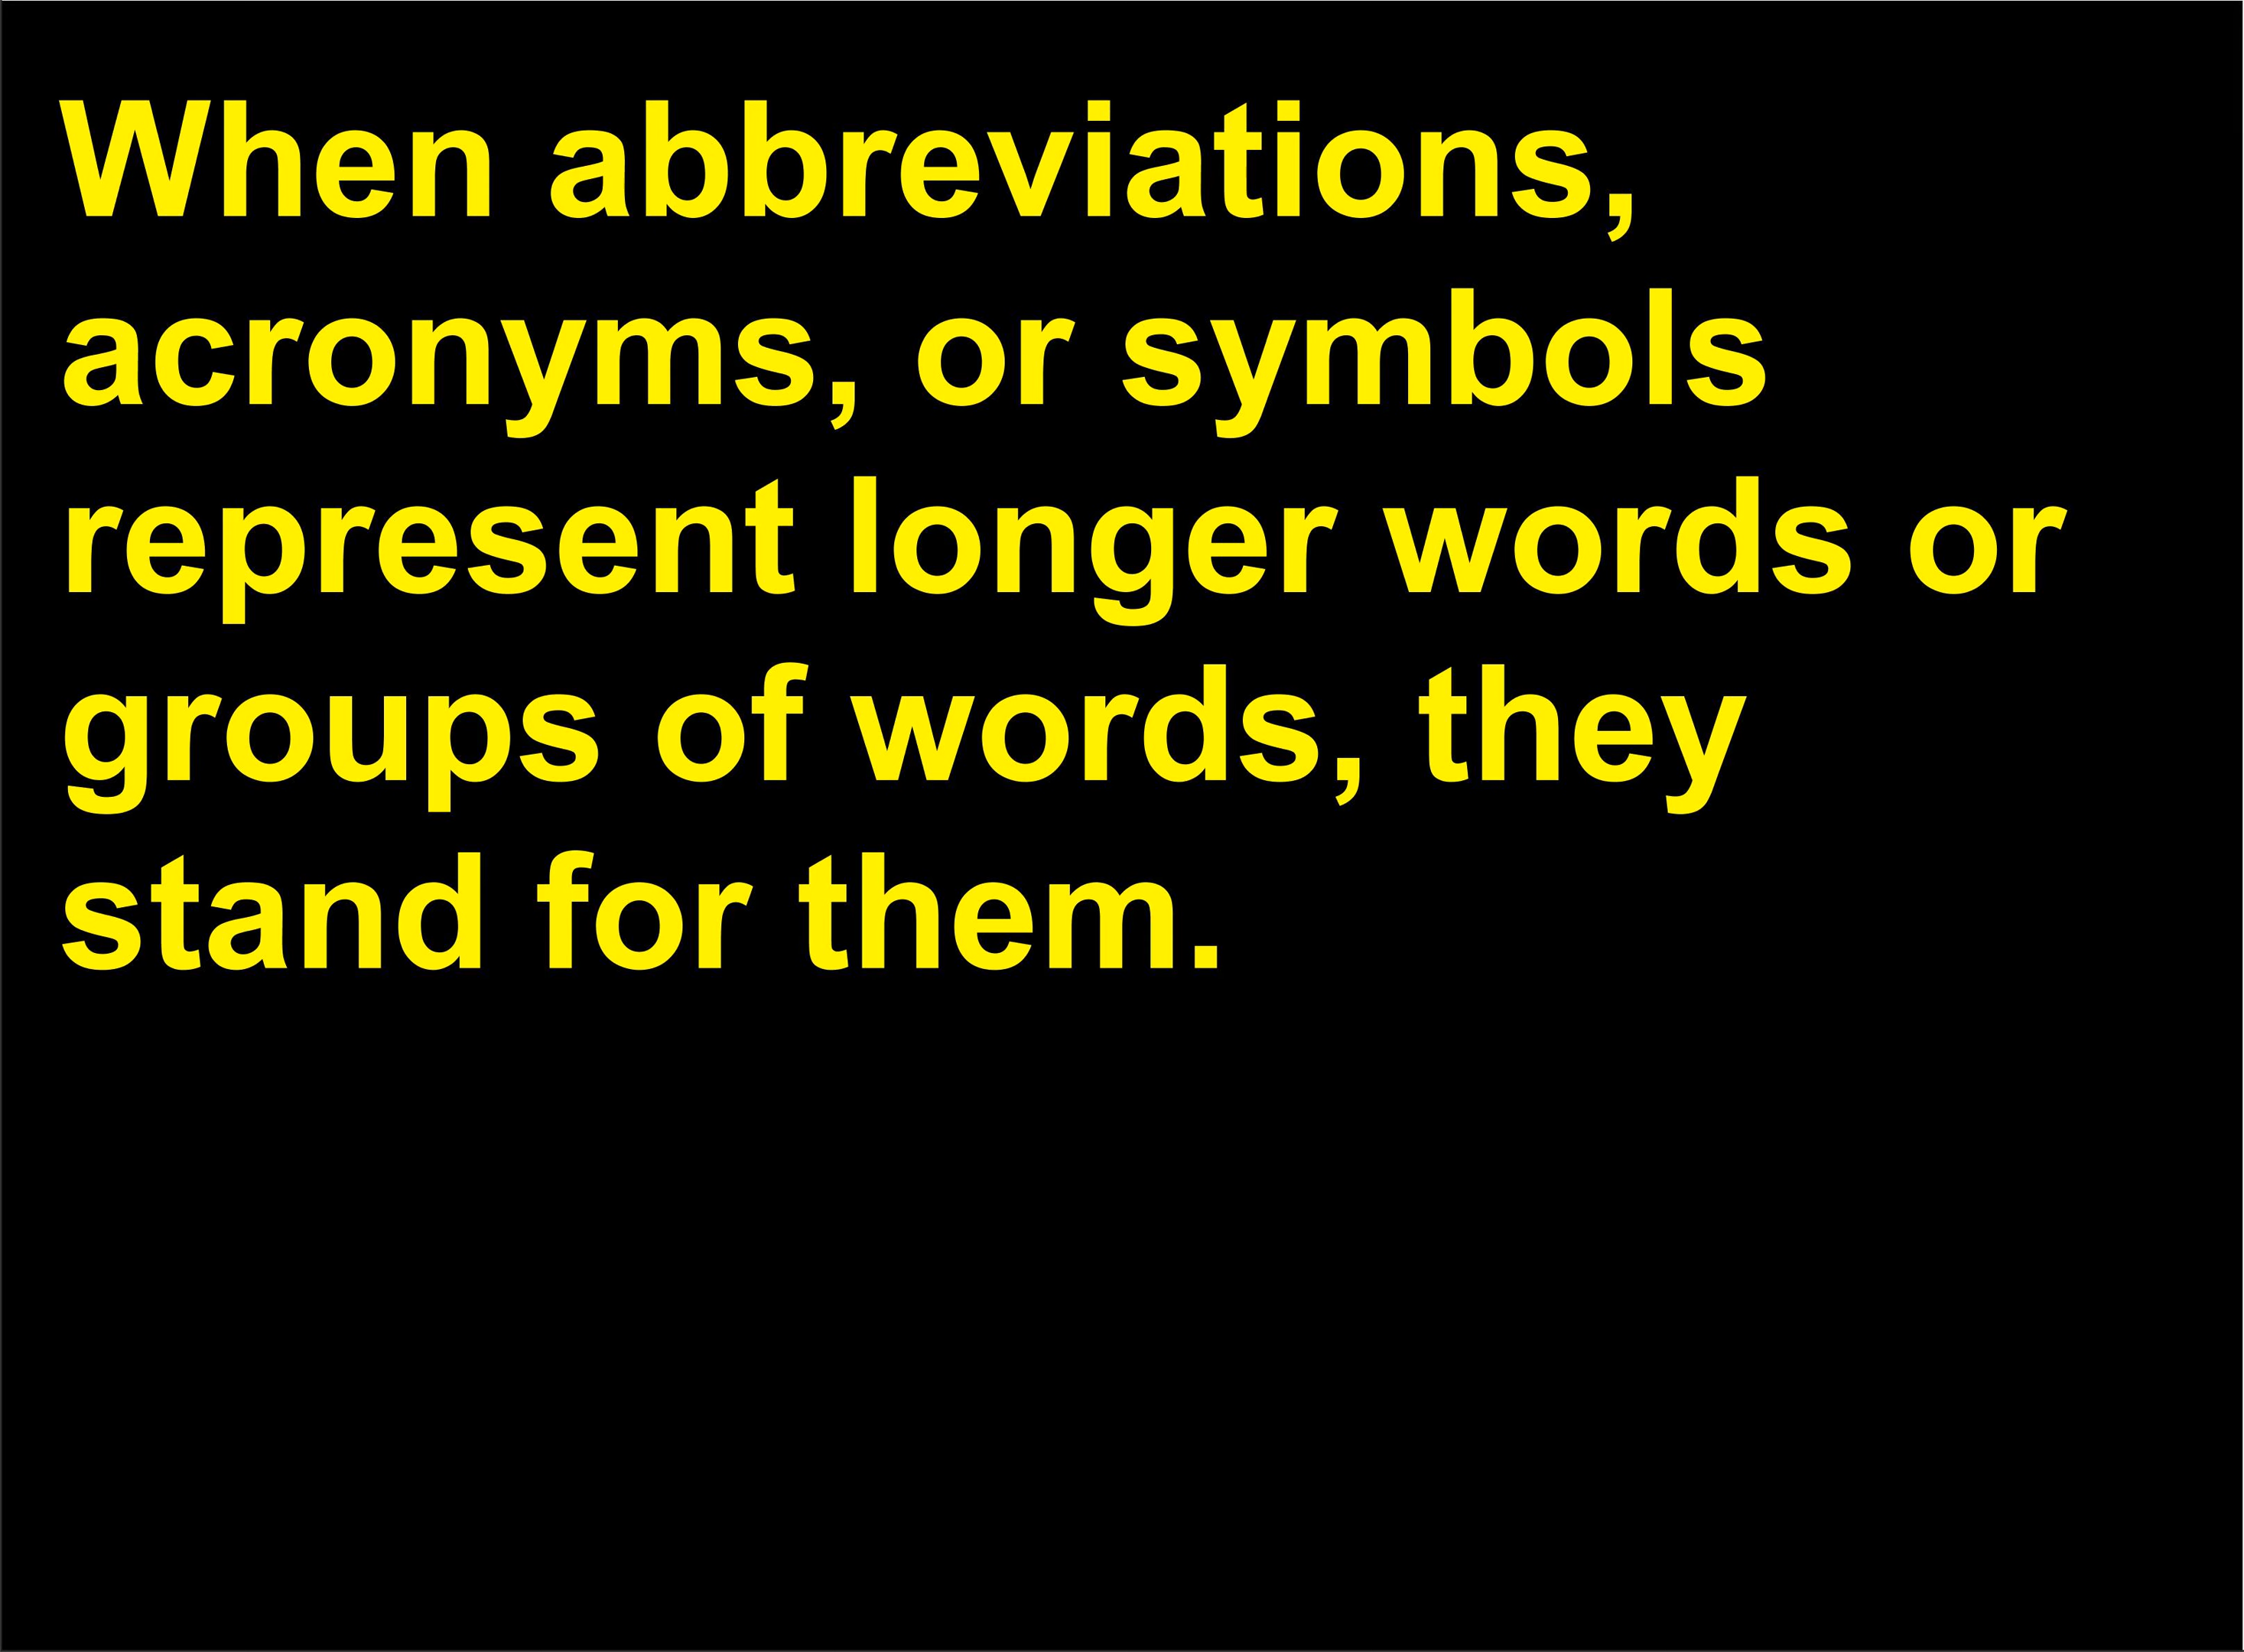 When abbreviations,
acronyms, or symbols
represent longer words or
groups of words, they
stand for them.